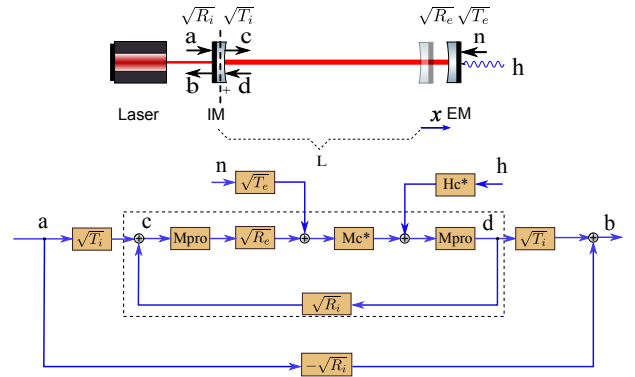 √R_i √T_i √R_e √T_e
a c n
h
b d
- +
Laser IM x EM
L
n h
√T_e Hc*
a √T_i c Mpro √R_e Mc* Mpro d √T_i b
√R_i
-√R_i